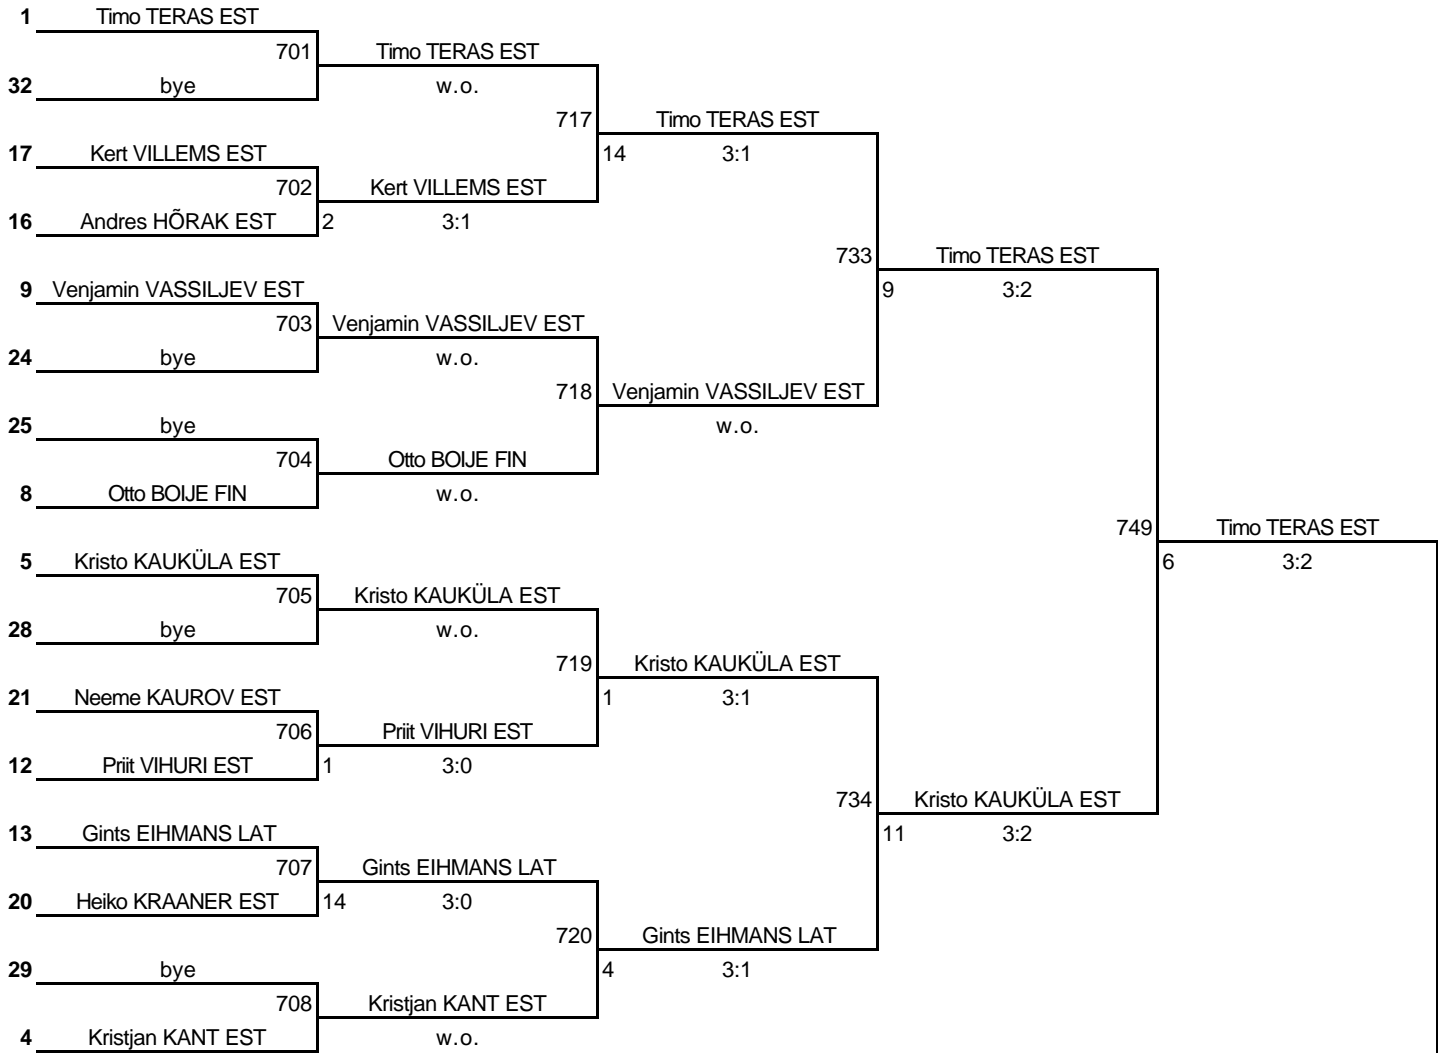 1 Timo TERAS EST
701 Timo TERAS EST
32 bye w.o.
717 Timo TERAS EST
17 Kert VILLEMS EST 14 3:1
702 Kert VILLEMS EST
16 Andres HÕRAK EST 2 3:1
733 Timo TERAS EST
9 Venjamin VASSILJEV EST 9 3:2
703 Venjamin VASSILJEV EST
24 bye w.o.
718 Venjamin VASSILJEV EST
25 bye w.o.
704 Otto BOIJE FIN
8 Otto BOIJE FIN w.o.
749 Timo TERAS EST
5 Kristo KAUKÜLA EST 6 3:2
705 Kristo KAUKÜLA EST
28 bye w.o.
719 Kristo KAUKÜLA EST
21 Neeme KAUROV EST 1 3:1
706 Priit VIHURI EST
12 Priit VIHURI EST 1 3:0
734 Kristo KAUKÜLA EST
13 Gints EIHMANS LAT 11 3:2
707 Gints EIHMANS LAT
20 Heiko KRAANER EST 14 3:0
720 Gints EIHMANS LAT
29 bye 4 3:1
708 Kristjan KANT EST
4 Kristjan KANT EST w.o.